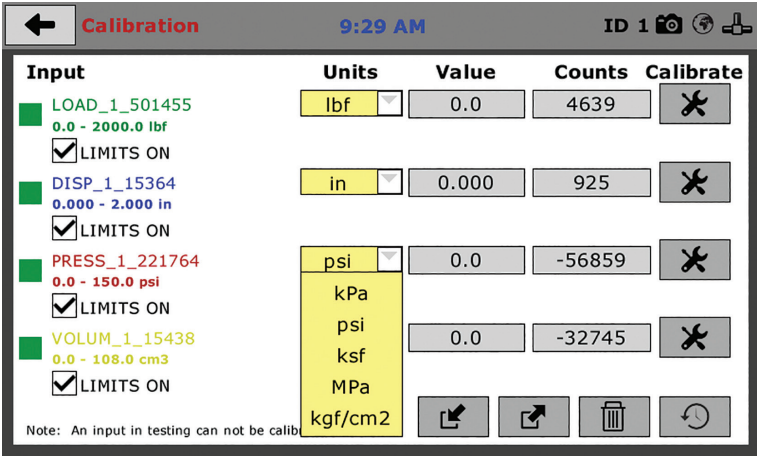 Calibration 9:29 AM ID 1
Input Units Value Counts Calibrate
LOAD_1_501455 lbf 0.0 4639
0.0 - 2000.0 lbf
LIMITS ON
DISP_1_15364 in 0.000 925
0.000 - 2.000 in
LIMITS ON
PRESS_1_221764 psi 0.0 -56859
0.0 - 150.0 psi
kPa
LIMITS ON
psi
VOLUM_1_15438 0.0 -32745
ksf
0.0 - 108.0 cm3
LIMITS ON
MPa
kgf/cm2
Note: An input in testing can not be